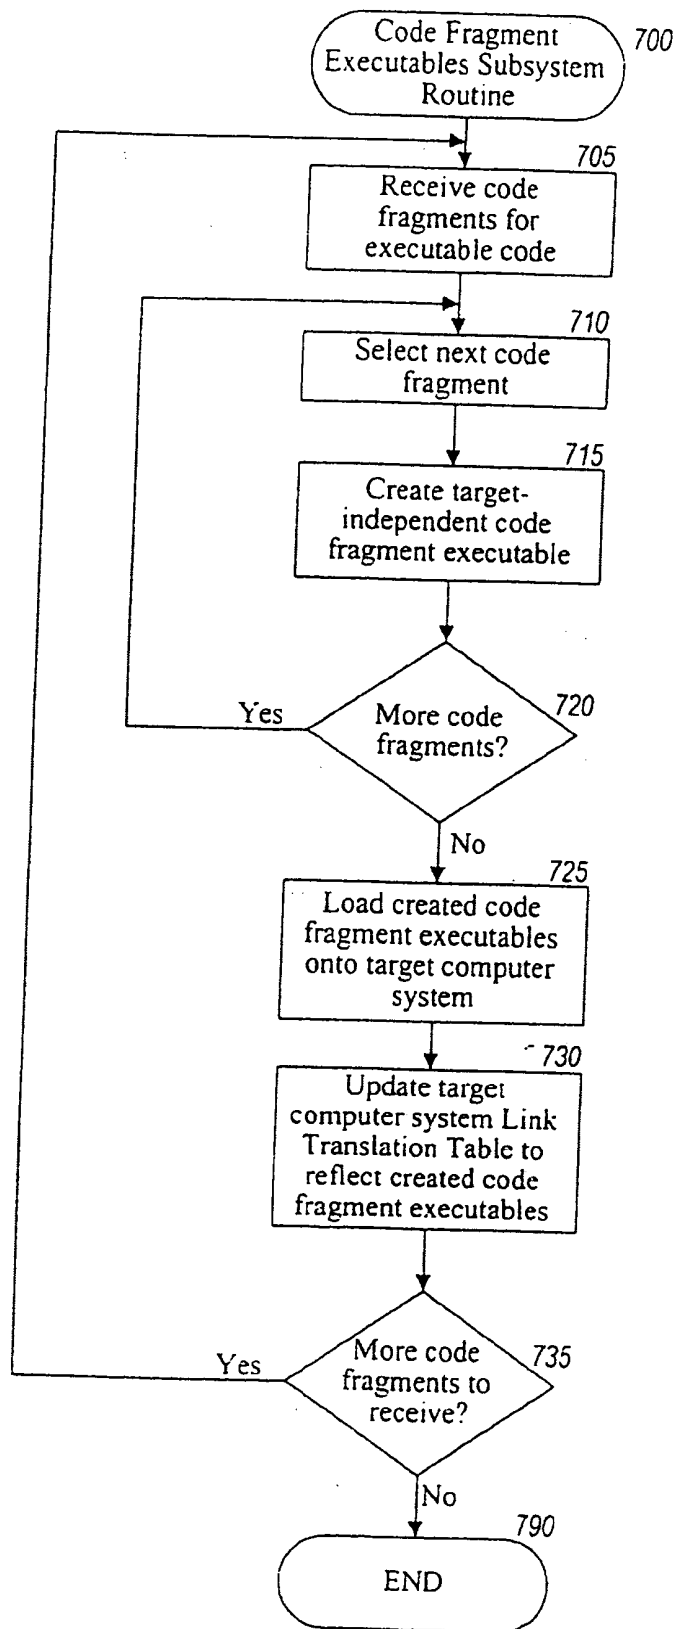 Code Fragment
Executables Subsystem
Routine
700
705
Receive code
fragments for
executable code
710
Select next code
fragment
715
Create target-
independent code
fragment executable
Yes
More code
fragments?
720
No
725
Load created code
fragment executables
onto target computer
system
730
Update target
computer system Link
Translation Table to
reflect created code
fragment executables
Yes
More code
fragments to
receive?
735
No
790
END